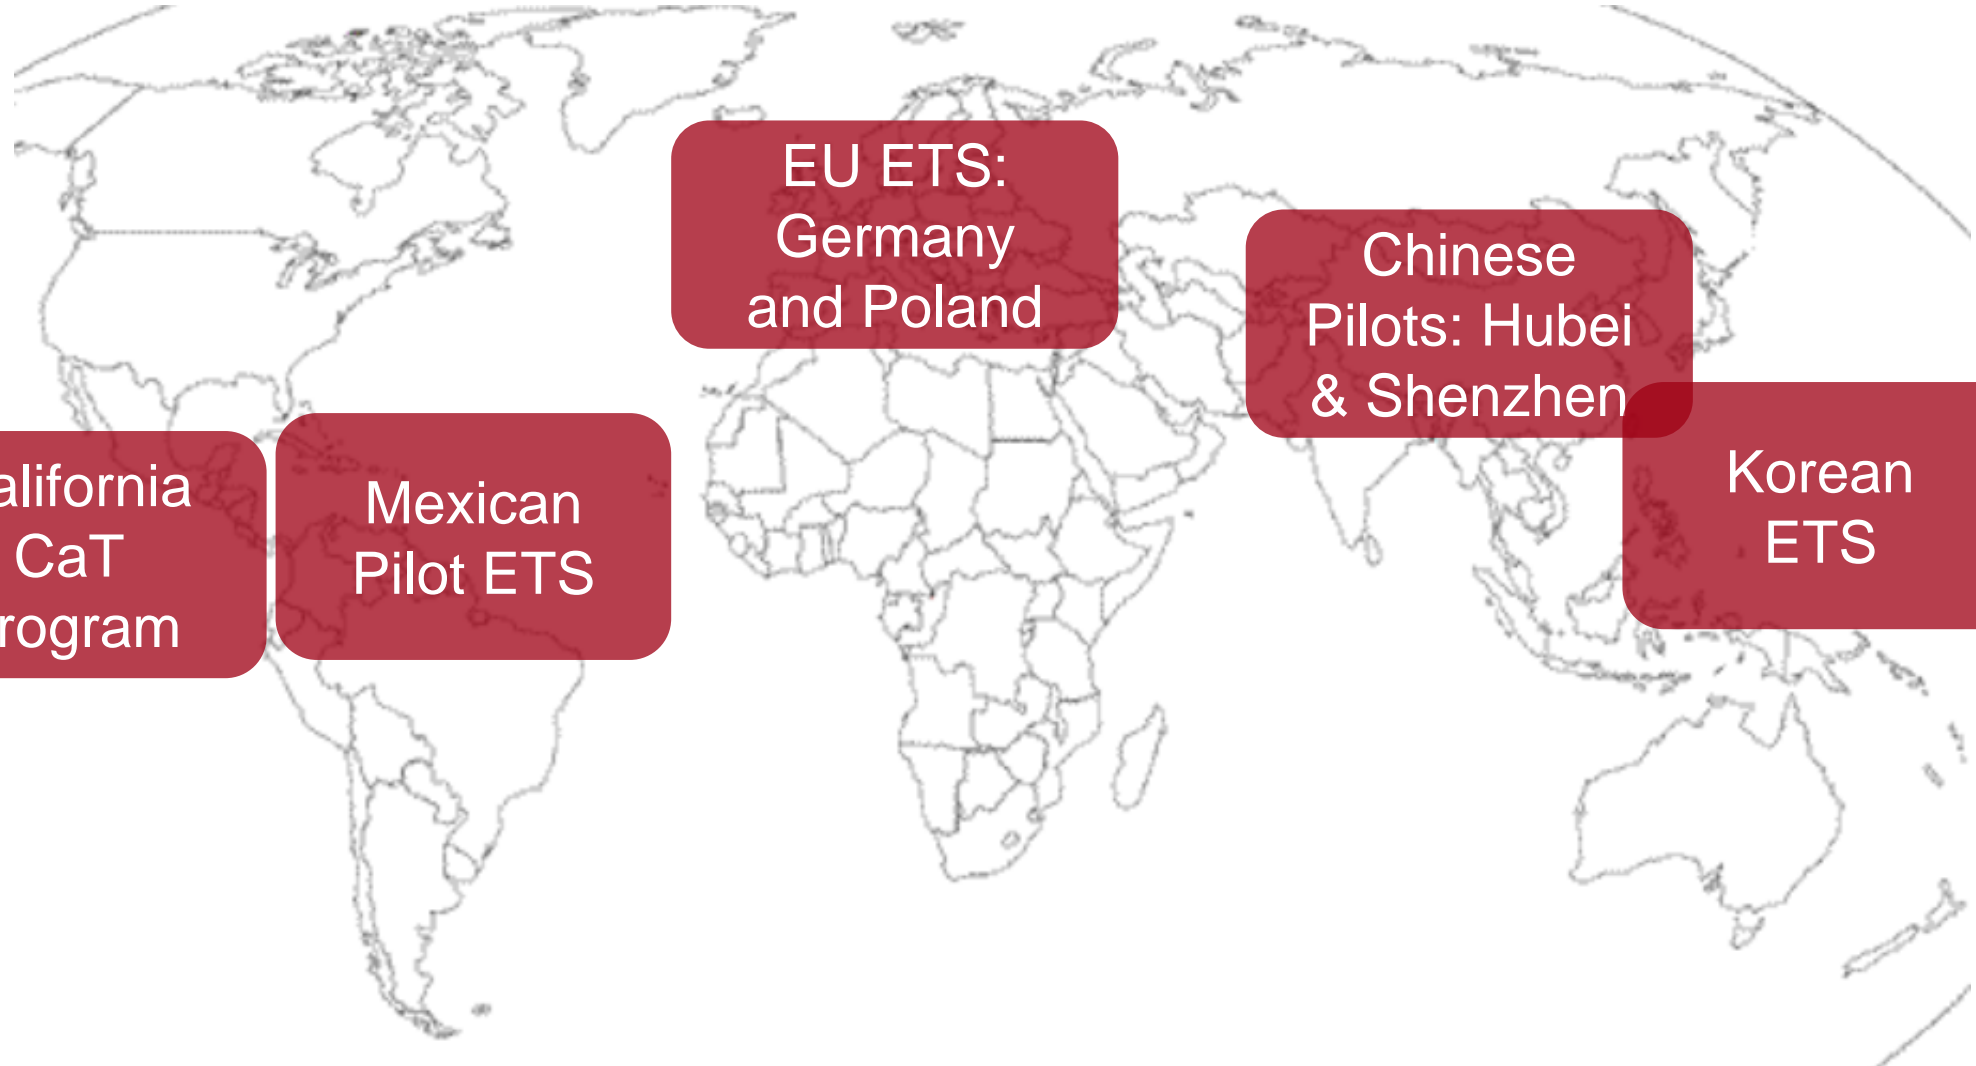 EU ETS:
Germany
and Poland
Chinese
Pilots: Hubei
& Shenzhen
alifornia
CaT
rogram
Mexican
Pilot ETS
Korean
ETS